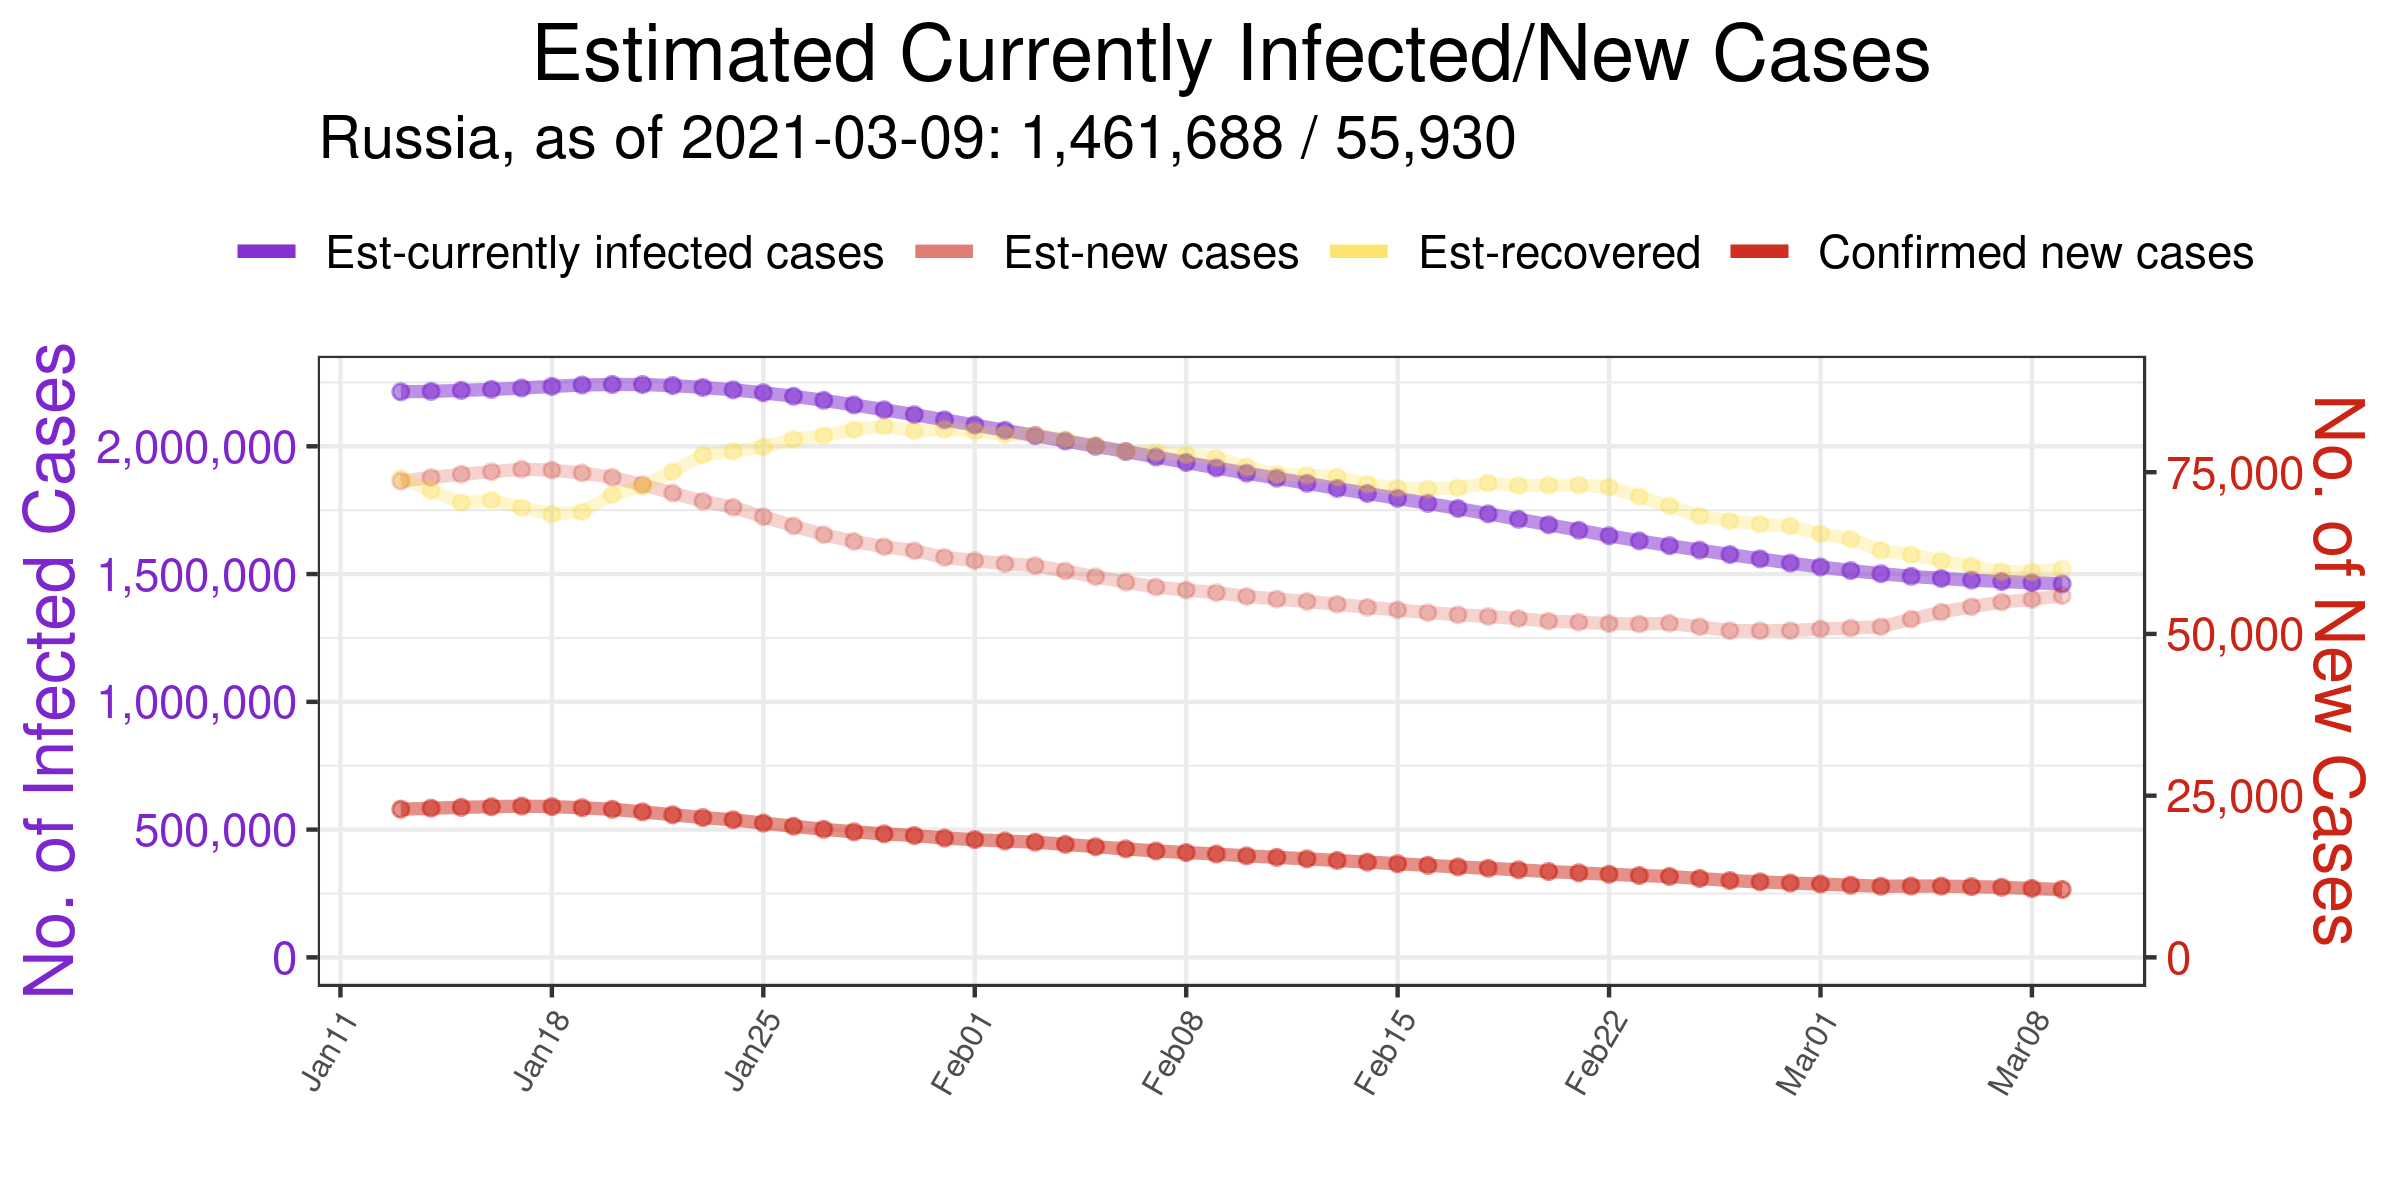 Estimated Currently Infected/New Cases
Russia, as of 2021-03-09: 1,461,688 / 55,930
Est-currently infected cases Est-new cases Est-recovered Confirmed new cases
No. of Infected Cases
2,000,000
1,500,000
1,000,000
500,000
0
75,000
50,000
25,000
0
No. of New Cases
Jan11 Jan18 Jan25 Feb01 Feb08 Feb15 Feb22 Mar01 Mar08